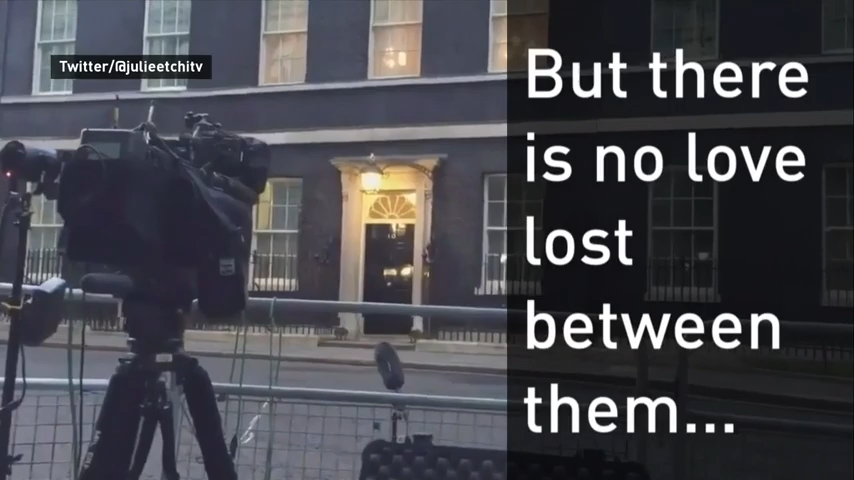 Twitter/@julieetchitv
But there
is no love
lost
between
them...